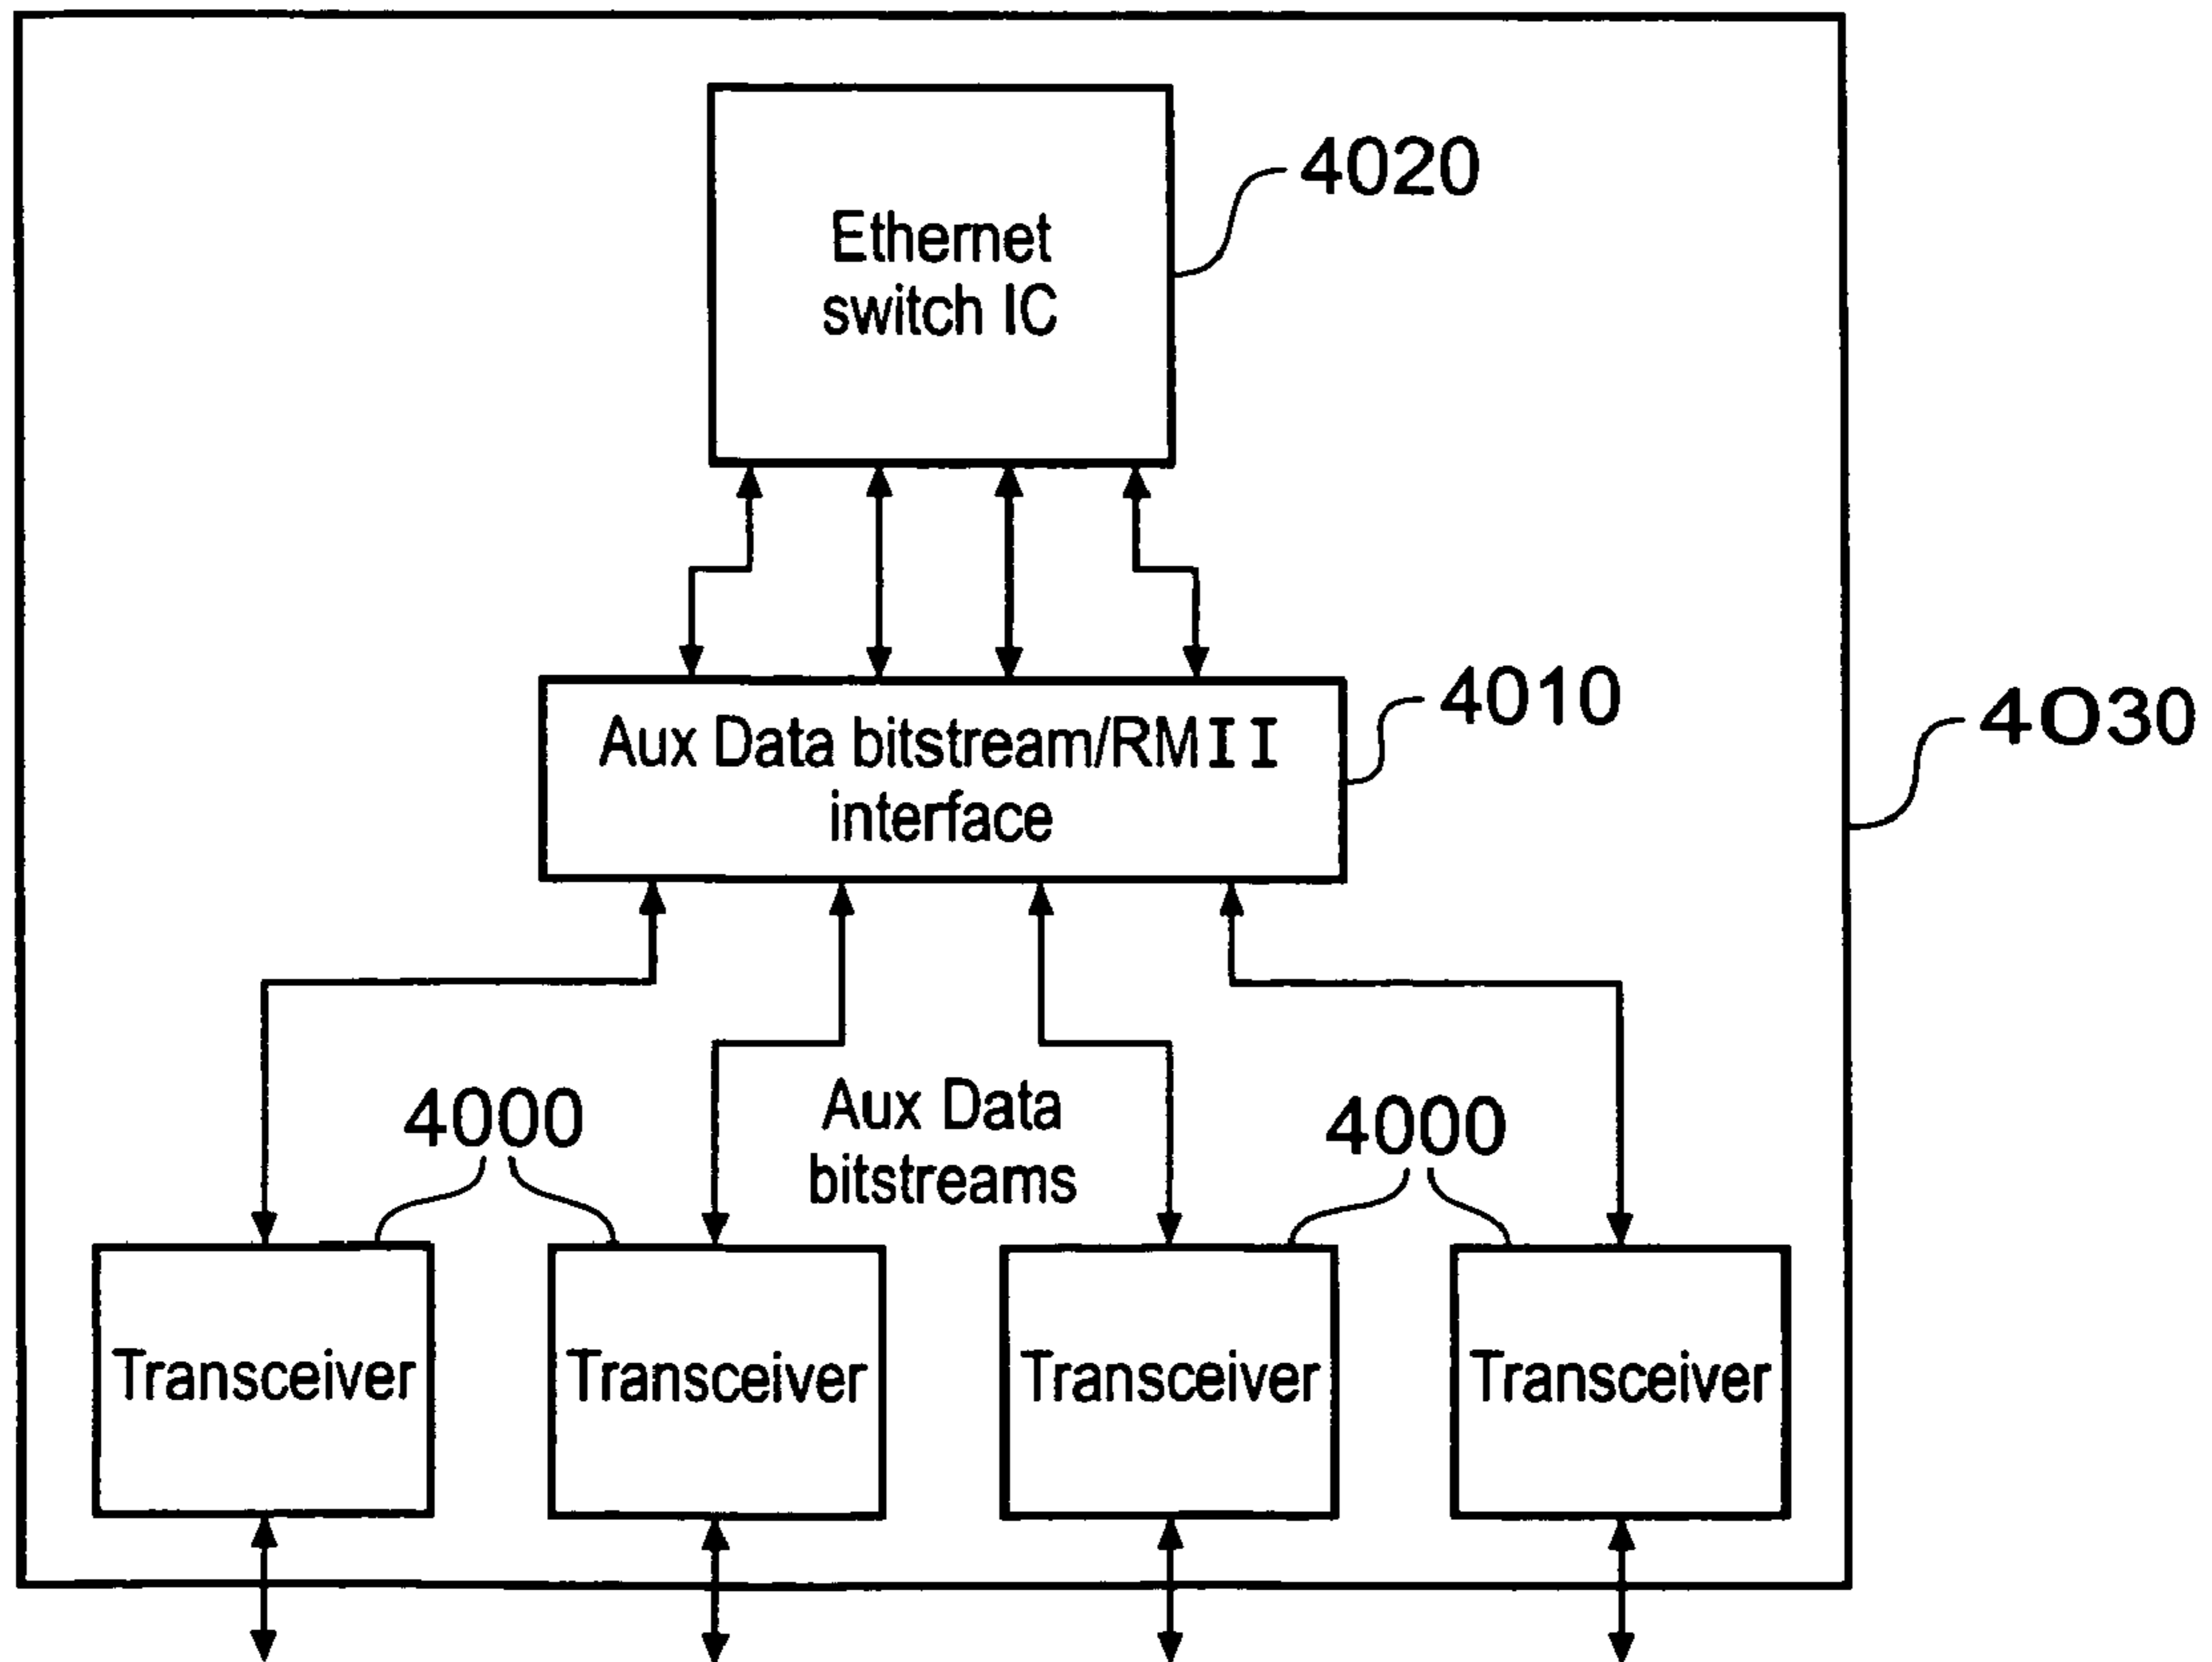 4020
Ethernet
switch IC
4010
4030
Aux Data bitstream/RMII
interface
4000
Aux Data
bitstreams
4000
Transceiver
Transceiver
Transceiver
Transceiver